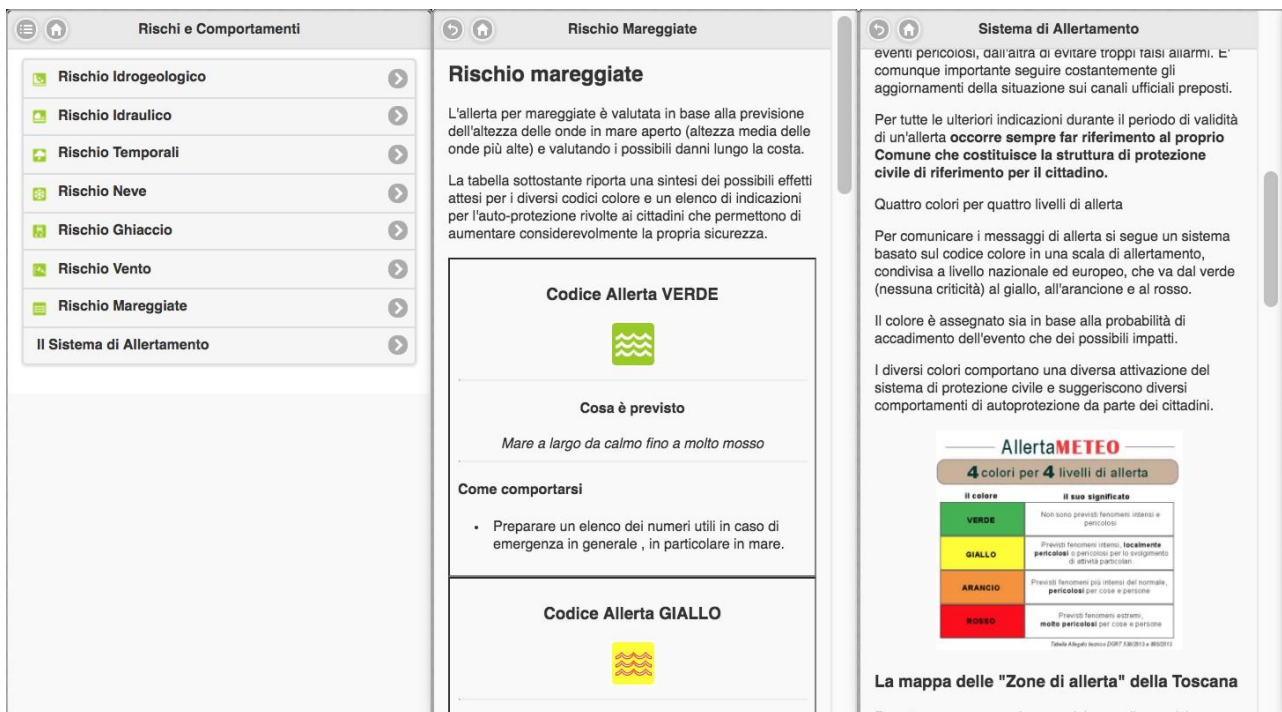 Rischi e Comportamenti
Rischio Idrogeologico
Rischio Idraulico
Rischio Temporali
Rischio Neve
Rischio Ghiaccio
Rischio Vento
Rischio Mareggiate
Il Sistema di Allertamento
Rischio Mareggiate
Rischio mareggiate
L'allerta per mareggiate è valutata in base alla previsione
dell'altezza delle onde in mare aperto (altezza media delle
onde più alte) e valutando i possibili danni lungo la costa.
La tabella sottostante riporta una sintesi dei possibili effetti
attesi per i diversi codici colore e un elenco di indicazioni
per l'auto-protezione rivolte ai cittadini che permettono di
aumentare considerevolmente la propria sicurezza.
Codice Allerta VERDE
Cosa è previsto
Mare a largo da calmo fino a molto mosso
Come comportarsi
• Preparare un elenco dei numeri utili in caso di
emergenza in generale , in particolare in mare.
Codice Allerta GIALLO
Sistema di Allertamento
eventi pericolosi, dall'altra di evitare troppi falsi allarmi. E'
comunque importante seguire costantemente gli
aggiornamenti della situazione sui canali ufficiali preposti.
Per tutte le ulteriori indicazioni durante il periodo di validità
di un'allerta occorre sempre far riferimento al proprio
Comune che costituisce la struttura di protezione
civile di riferimento per il cittadino.
Quattro colori per quattro livelli di allerta
Per comunicare i messaggi di allerta si segue un sistema
basato sul codice colore in una scala di allertamento,
condivisa a livello nazionale ed europeo, che va dal verde
(nessuna criticità) al giallo, all'arancione e al rosso.
Il colore è assegnato sia in base alla probabilità di
accadimento dell'evento che dei possibili impatti.
I diversi colori comportano una diversa attivazione del
sistema di protezione civile e suggeriscono diversi
comportamenti di autoprotezione da parte dei cittadini.
AllertaMETEO
4 colori per 4 livelli di allerta
il colore il suo significato
VERDE
Non sono previsti fenomeni intensi e
pericolosi
GIALLO
Previsti fenomeni intensi, localmente
pericolosi o pericolosi per lo svolgimento
di attività particolari
ARANCIO
Previsti fenomeni più intensi del normale,
pericolosi per cose e persone
ROSSO
Previsti fenomeni estremi,
molto pericolosi per cose e persone
Tabella Allegato tecnico DGRT
La mappa delle "Zone di allerta" della Toscana